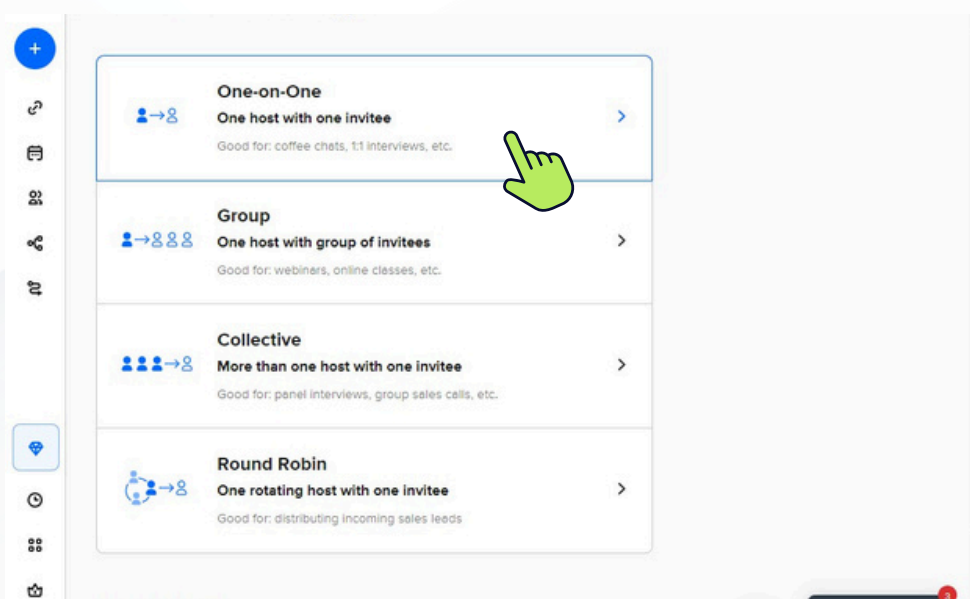 One-on-One
One host with one invitee
Good for: coffee chats, 1:1 interviews, etc.
Group
One host with group of invitees
Good for: webinars, online classes, etc.
Collective
More than one host with one invitee
Good for: panel interviews, group sales calls, etc.
Round Robin
One rotating host with one invitee
Good for: distributing incoming sales leads
3